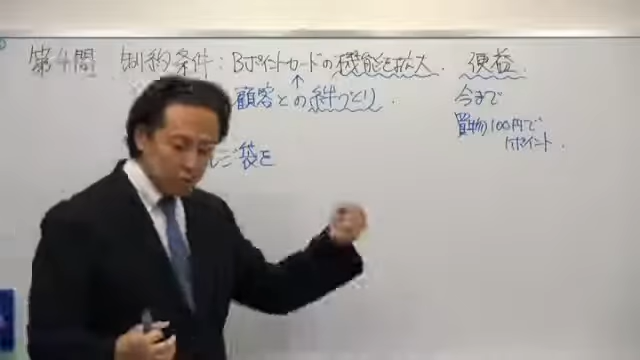 第4問 制約条件：Bポイントカードの機能を拡大. 便益.
↑
顧客との絆づくり. 今まで
買物100円で
1ポイント.
ご袋を